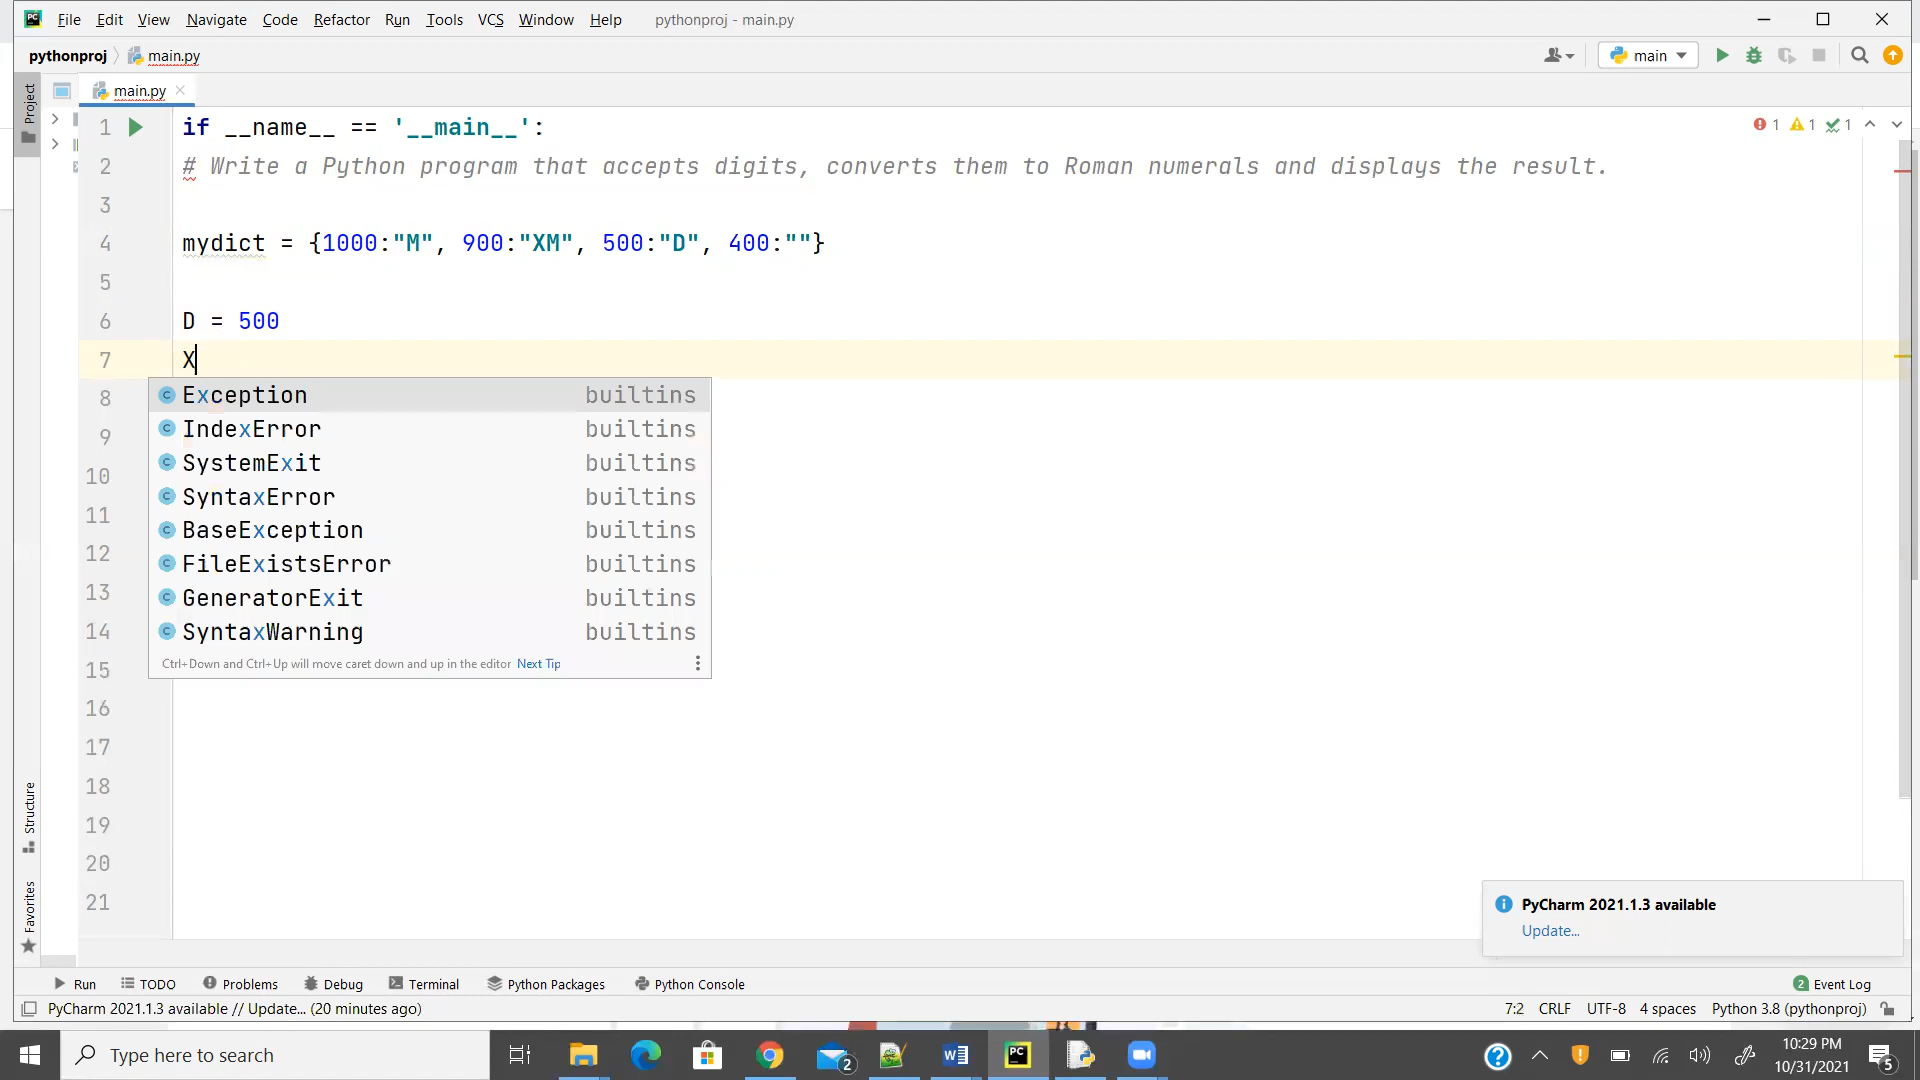 PC File Edit View Navigate Code Refactor Run Tools VCS Window Help pythonproj - main.py
pythonproj main.py main
Project
main.py
1 if __name__ == '__main__':
1 1 1
2 # Write a Python program that accepts digits, converts them to Roman numerals and displays the result.
3
4 mydict = {1000:"M", 900:"XM", 500:"D", 400:""}
5
6 D = 500
7 X
8
9
10
11
12
13
14
15
16
17
18
19
20
21
C Exception builtins
C IndexError builtins
C SystemExit builtins
C SyntaxError builtins
C BaseException builtins
C FileExistsError builtins
C GeneratorExit builtins
C SyntaxWarning builtins
Ctrl+Down and Ctrl+Up will move caret down and up in the editor Next Tip
Structure
Favorites
PyCharm 2021.1.3 available
Update...
Run TODO Problems Debug Terminal Python Packages Python Console 2 Event Log
PyCharm 2021.1.3 available // Update... (20 minutes ago) 7:2 CRLF UTF-8 4 spaces Python 3.8 (pythonproj)
Type here to search
2
PC
10:29 PM
10/31/2021
5